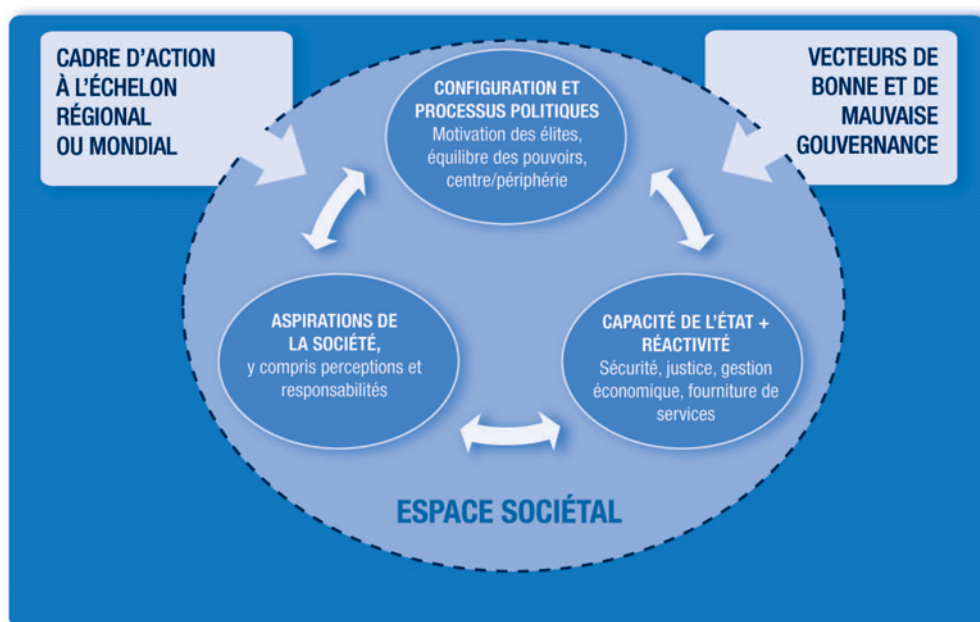 CADRE D'ACTION
À L'ÉCHELON
RÉGIONAL
OU MONDIAL
VECTEURS DE
BONNE ET DE
MAUVAISE
GOUVERNANCE
CONFIGURATION ET
PROCESSUS POLITIQUES
Motivation des élites,
équilibre des pouvoirs,
centre/périphérie
ASPIRATIONS DE
LA SOCIÉTÉ,
y compris perceptions et
responsabilités
CAPACITÉ DE L'ÉTAT +
RÉACTIVITÉ
Sécurité, justice, gestion
économique, fourniture de
services
ESPACE SOCIÉTAL